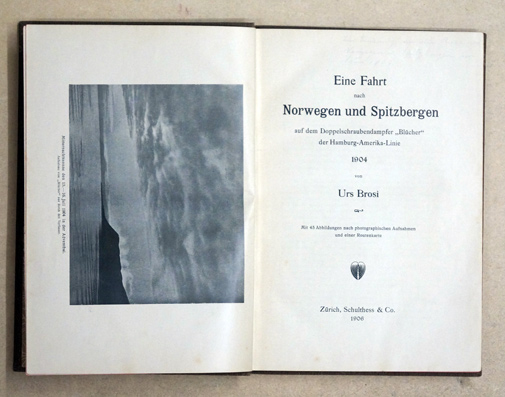 Eine Fahrt
nach
Norwegen und Spitzbergen
auf dem Doppelschraubendampfer „Blücher“
der Hamburg-Amerika-Linie
1904
von
Urs Brosi
Mit 43 Abbildungen nach photographischen Aufnahmen
und einer Routenkarte
Zürich, Schulthess & Co.
1906